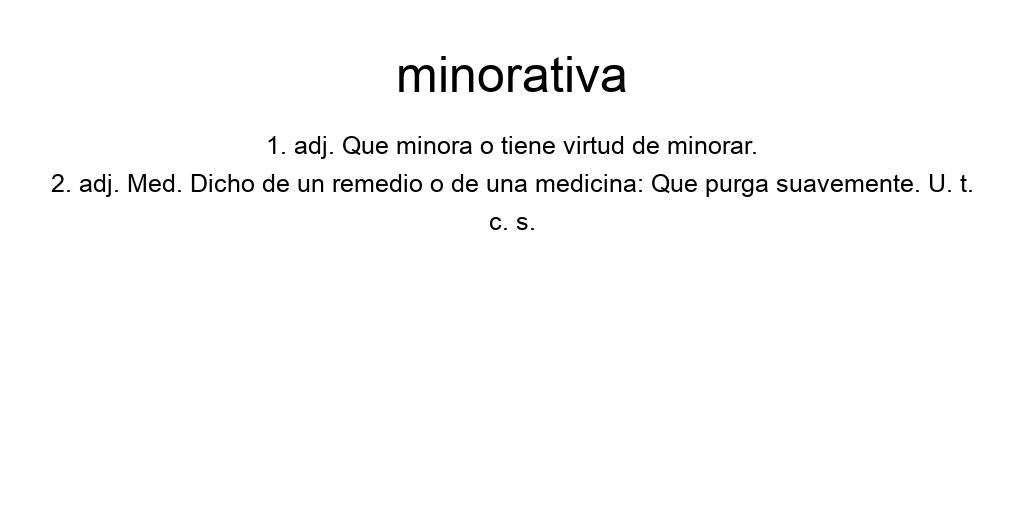 minorativa
1. adj. Que minora o tiene virtud de minorar.
2. adj. Med. Dicho de un remedio o de una medicina: Que purga suavemente. U. t.
c. s.